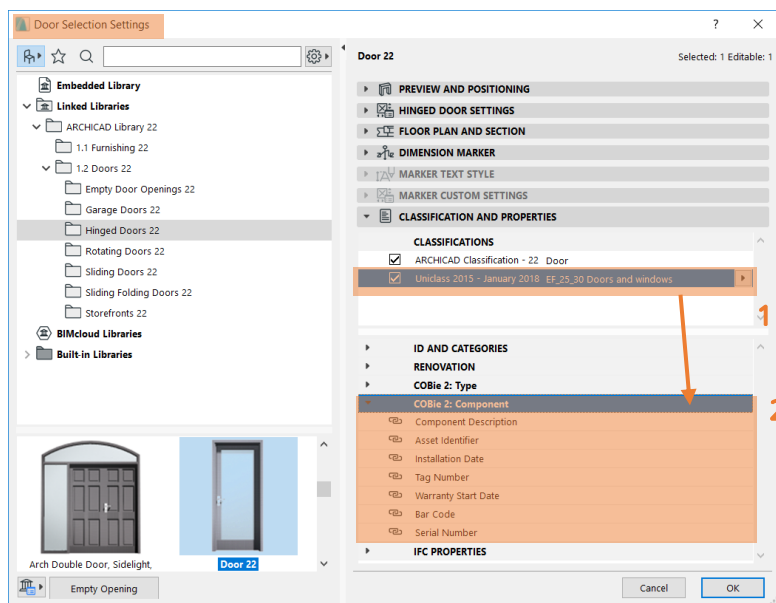 Door Selection Settings
?
Door 22
Selected: 1 Editable: 1
Embedded Library
Linked Libraries
ARCHICAD Library 22
1.1 Furnishing 22
1.2 Doors 22
Empty Door Openings 22
Garage Doors 22
Hinged Doors 22
Rotating Doors 22
Sliding Doors 22
Sliding Folding Doors 22
Storefronts 22
BIMcloud Libraries
Built-in Libraries
Arch Double Door, Sidelight,
Door 22
Empty Opening
PREVIEW AND POSITIONING
HINGED DOOR SETTINGS
FLOOR PLAN AND SECTION
DIMENSION MARKER
MARKER TEXT STYLE
MARKER CUSTOM SETTINGS
CLASSIFICATION AND PROPERTIES
CLASSIFICATIONS
ARCHICAD Classification - 22 Door
Uniclass 2015 - January 2018 EF_25_30 Doors and windows
1
ID AND CATEGORIES
RENOVATION
COBie 2: Type
COBie 2: Component
2
Component Description
Asset Identifier
Installation Date
Tag Number
Warranty Start Date
Bar Code
Serial Number
IFC PROPERTIES
Cancel
OK